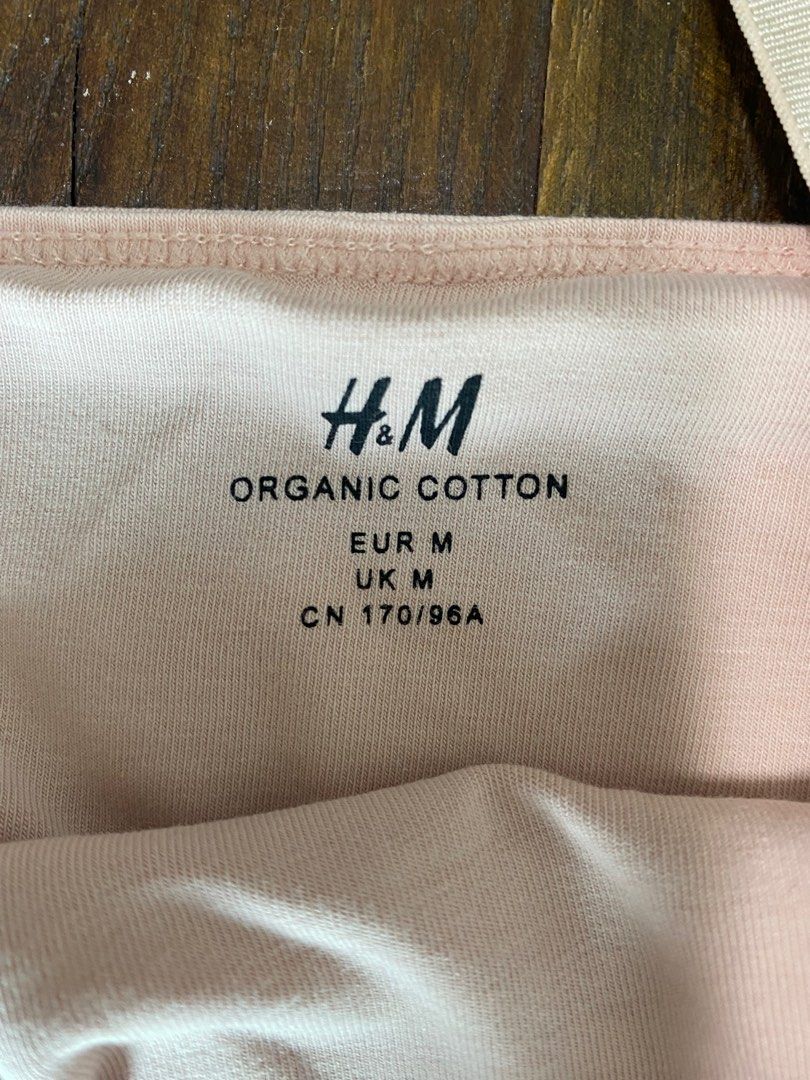 H&M
ORGANIC COTTON
EUR M
UK M
CN 170/96A